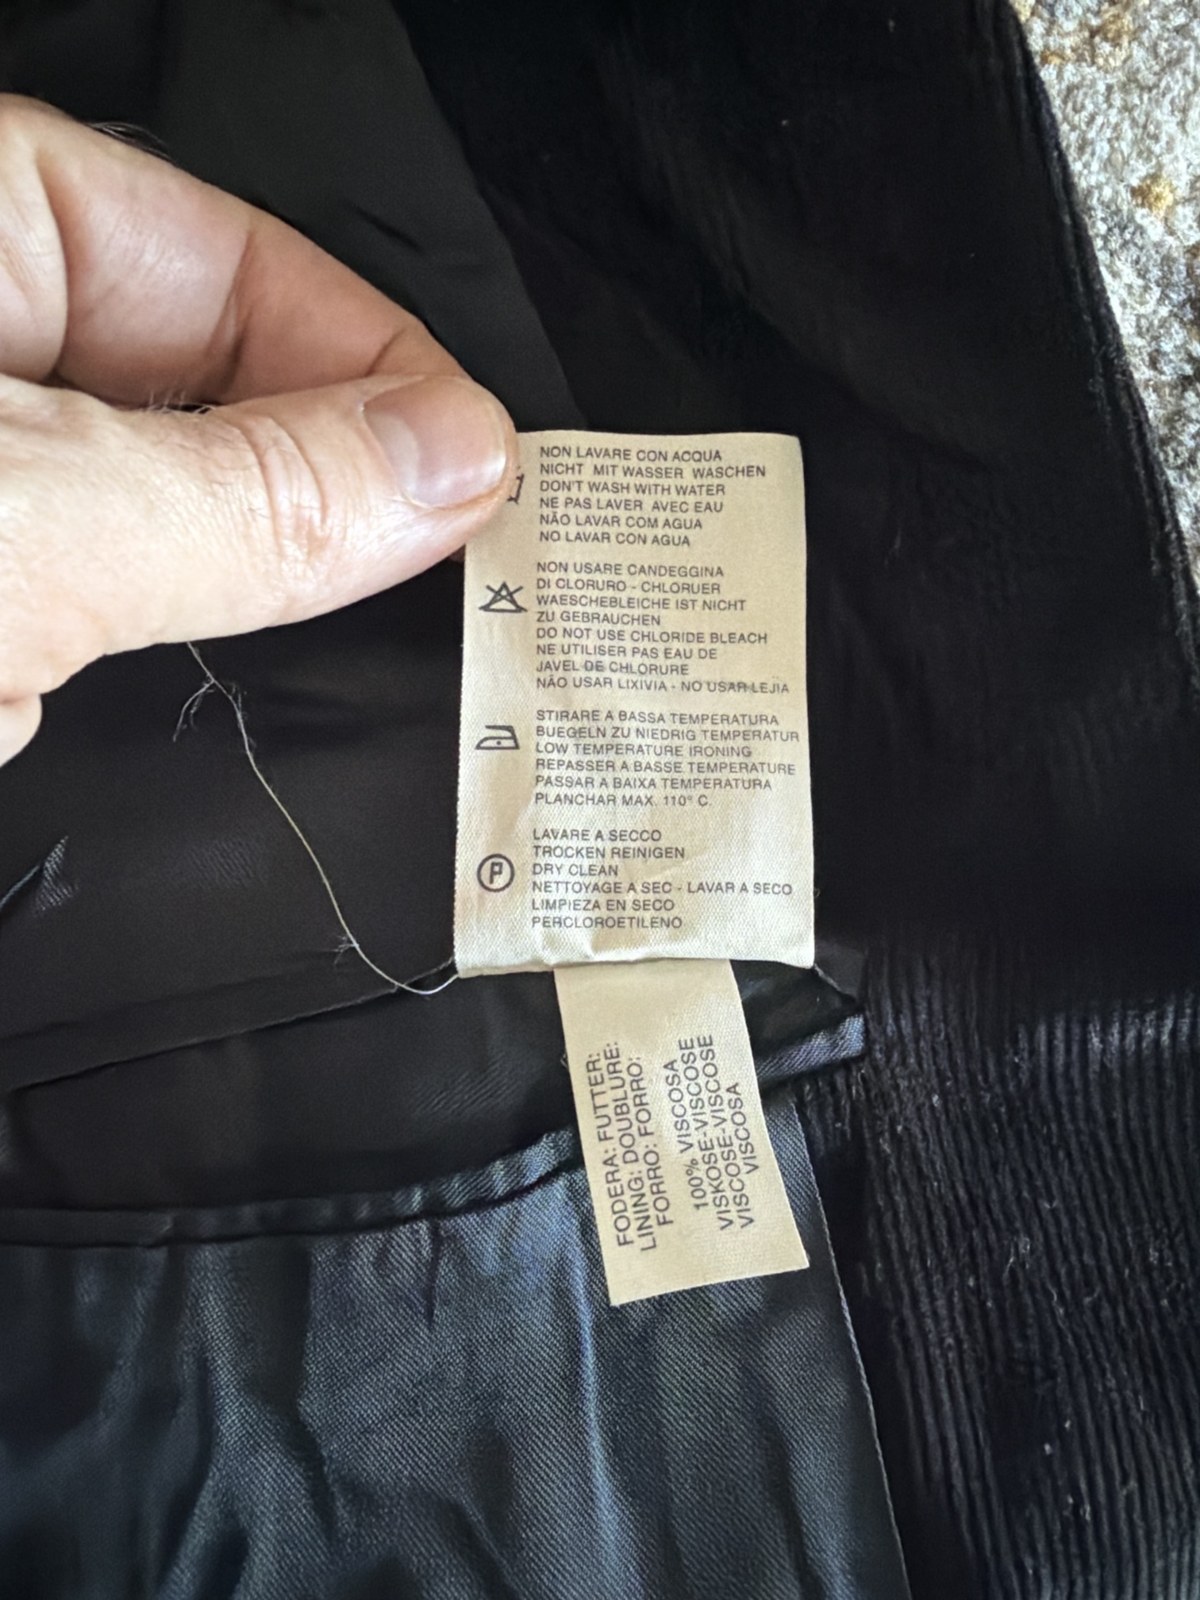 NON LAVARE CON ACQUA
NICHT MIT WASSER WASCHEN
DON'T WASH WITH WATER
NE PAS LAVER AVEC EAU
NÃO LAVAR COM AGUA
NO LAVAR CON AGUA
NON USARE CANDEGGINA
DI CLORURO - CHLORUER
WAESCHEBLEICHE IST NICHT
ZU GEBRAUCHEN
DO NOT USE CHLORIDE BLEACH
NE UTILISER PAS EAU DE
JAVEL DE CHLORURE
NÃO USAR LIXIVIA - NO USAR LEJIA
STIRARE A BASSA TEMPERATURA
BUEGELN ZU NIEDRIG TEMPERATUR
LOW TEMPERATURE IRONING
REPASSER A BASSE TEMPERATURE
PASSAR A BAIXA TEMPERATURA
PLANCHAR MAX. 110° C.
LAVARE A SECCO
TROCKEN REINIGEN
DRY CLEAN
NETTOYAGE A SEC - LAVAR A SECO
LIMPIEZA EN SECO
PERCLOROETILENO
P
FODERA: FUTTER:
LINING: DOUBLURE:
FORRO: FORRO:
100% VISCOSA
VISKOSE-VISCOSE
VISCOSE-VISCOSE
VISCOSA